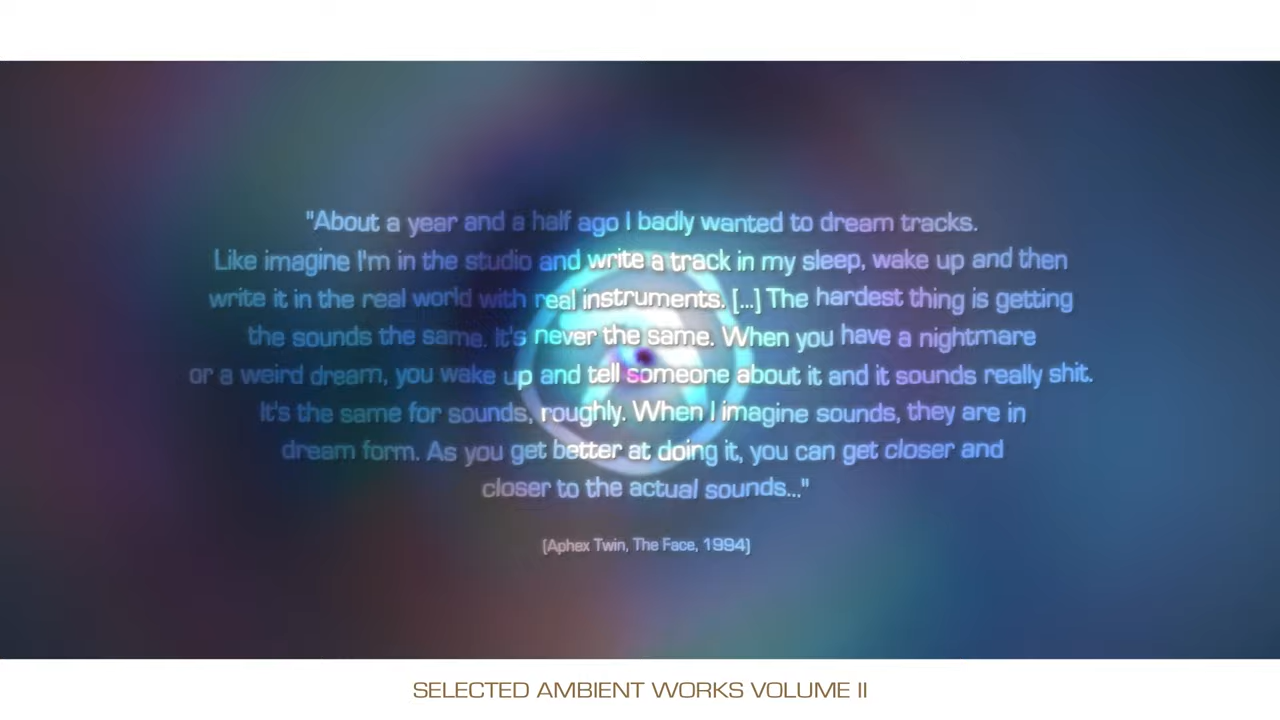 "About a year and a half ago I badly wanted to dream tracks.
Like imagine I'm in the studio and write a track in my sleep, wake up and then
write it in the real world with real instruments. [...] The hardest thing is getting
the sounds the same. It's never the same. When you have a nightmare
or a weird dream, you wake up and tell someone about it and it sounds really shit.
It's the same for sounds, roughly. When I imagine sounds, they are in
dream form. As you get better at doing it, you can get closer and
closer to the actual sounds..."
(Aphex Twin, The Face, 1994)
SELECTED AMBIENT WORKS VOLUME II